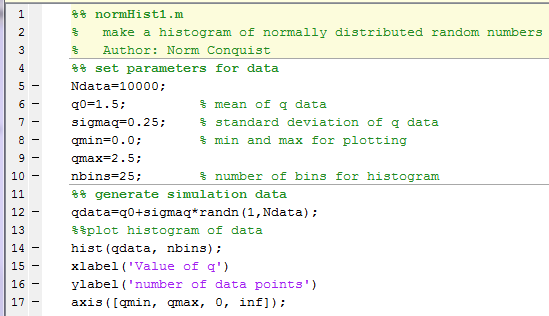 1 %% normHist1.m
2 % make a histogram of normally distributed random numbers
3 % Author: Norm Conquist
4 %% set parameters for data
5 – Ndata=10000;
6 – q0=1.5; % mean of q data
7 – sigmaq=0.25; % standard deviation of q data
8 – qmin=0.0; % min and max for plotting
9 – qmax=2.5;
10 – nbins=25; % number of bins for histogram
11 %% generate simulation data
12 – qdata=q0+sigmaq*randn(1,Ndata);
13 %%plot histogram of data
14 – hist(qdata, nbins);
15 – xlabel('Value of q')
16 – ylabel('number of data points')
17 – axis([qmin, qmax, 0, inf]);